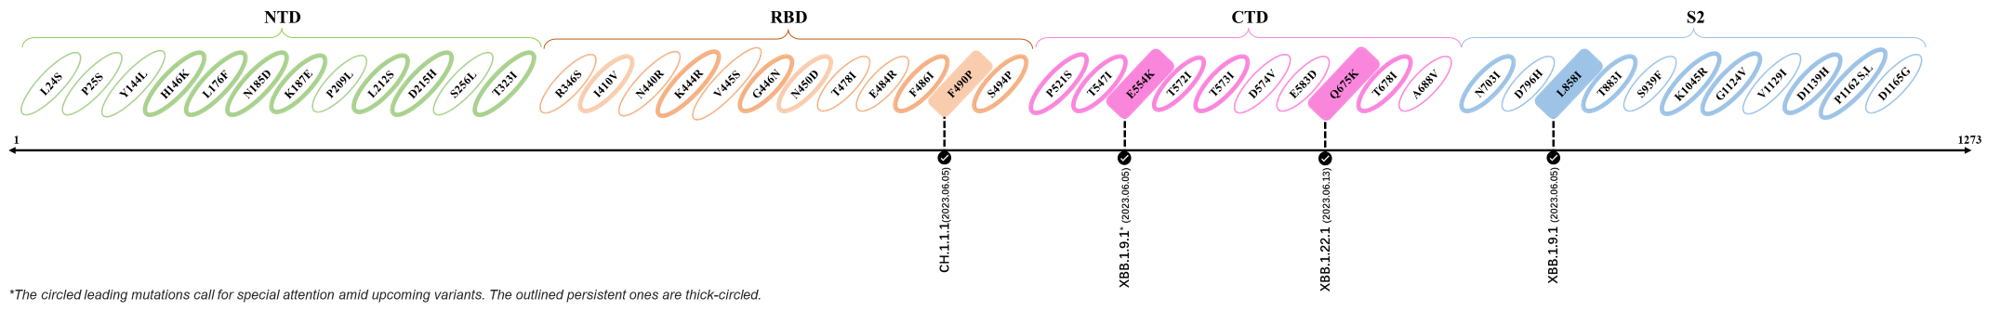 NTD RBD CTD S2
L24S P25S Y144L H146K L176F N185D K187E P209L L212S D215H S256L T323I R346S I410V N440R K444R V445S G446N N450D T478I E484R F486I F490P S494P P521S T547I E554K T572I T573I D574V E583D Q675K T678I A688V N703I D796H L858I T883I S939F K1045R G1124V V1129I D1139H P1162S,L D1165G
1 1273
CH.1.1.1(2023.06.05)
XBB.1.9.1* (2023.06.05)
XBB.1.22.1 (2023.06.13)
XBB.1.9.1 (2023.06.05)
*The circled leading mutations call for special attention amid upcoming variants. The outlined persistent ones are thick-circled.